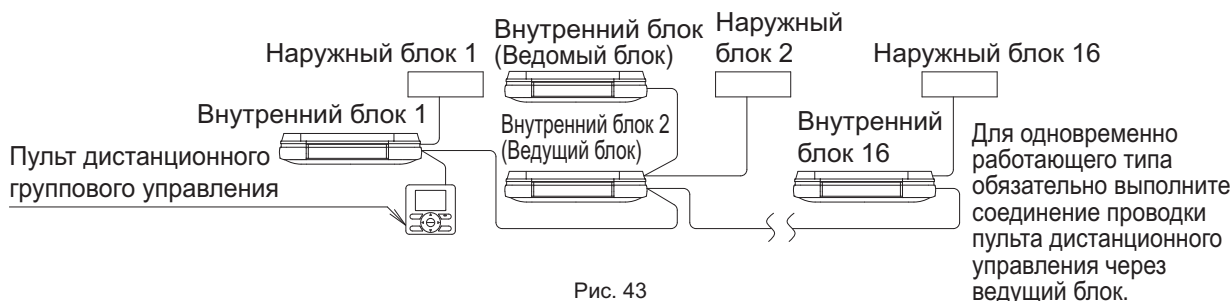 Внутренний блок
(Ведомый блок)
Наружный
блок 2
Наружный блок 1
Наружный блок 16
Внутренний блок 1
Внутренний блок 2
(Ведущий блок)
Внутренний
блок 16
Пульт дистанционного
группового управления
Для одновременно
работающего типа
обязательно выполните
соединение проводки
пульта дистанционного
управления через
ведущий блок.
Рис. 43